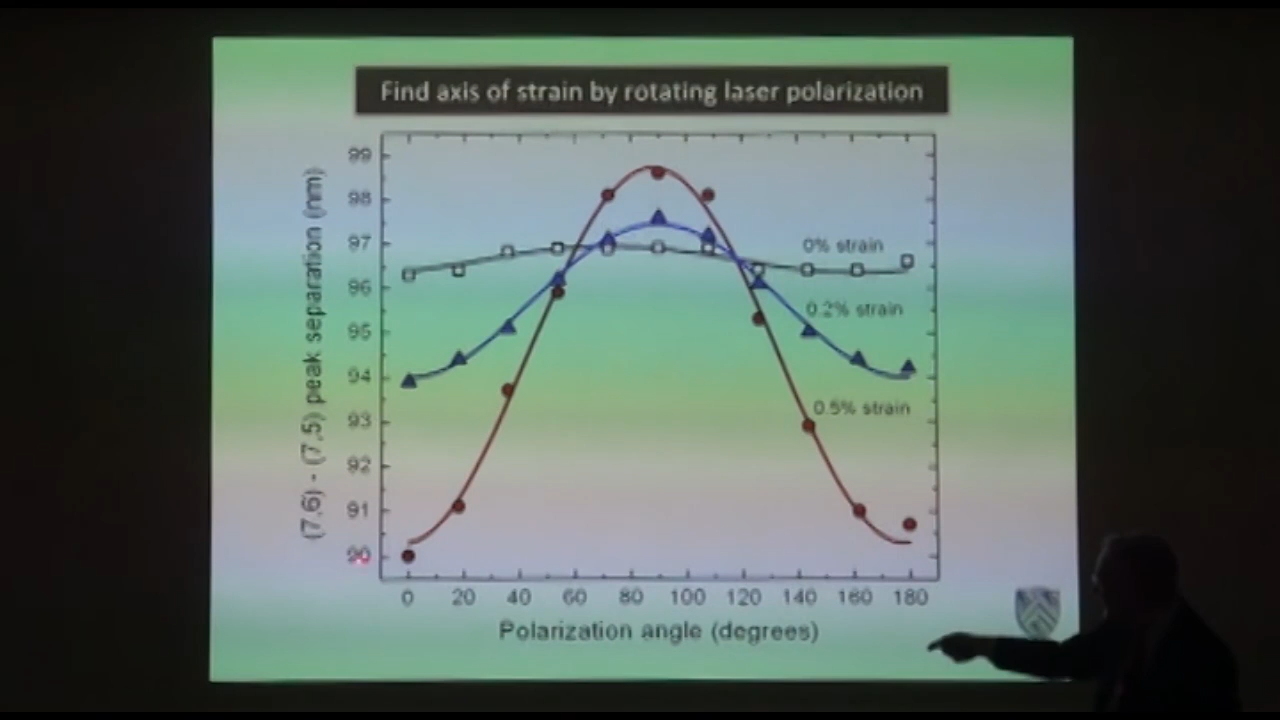 Find axis of strain by rotating laser polarization
(7,6) - (7,5) peak separation (nm)
99
98
97
96
95
94
93
92
91
90
0% strain
0.2% strain
0.5% strain
0 20 40 60 80 100 120 140 160 180
Polarization angle (degrees)